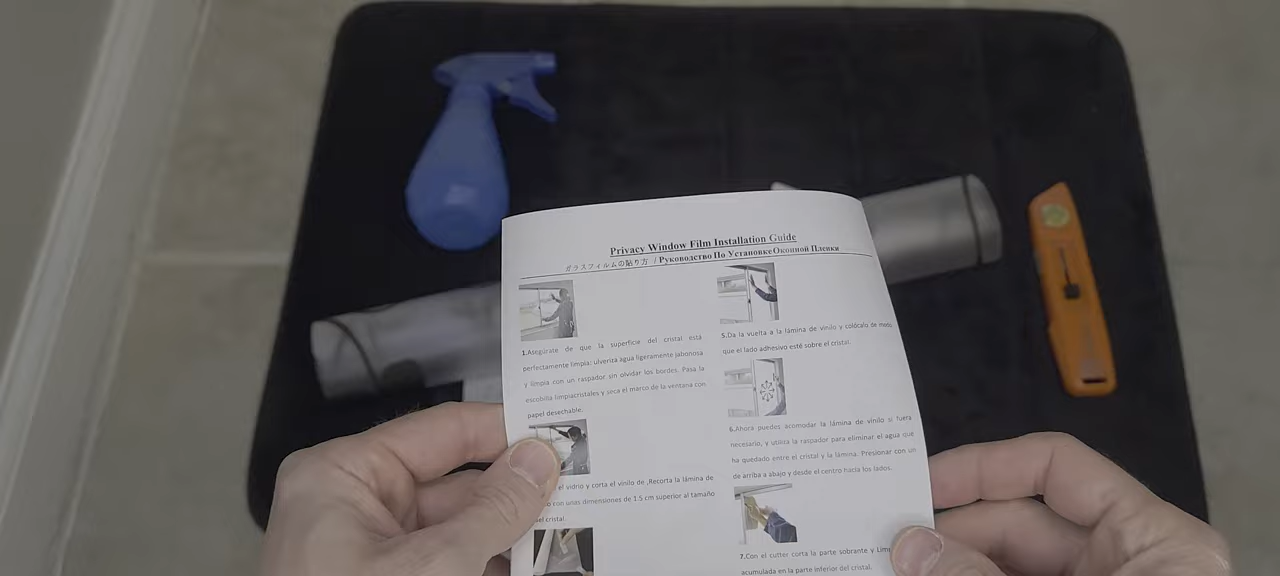 Privacy Window Film Installation Guide
ガラスフィルムの貼り方 / Руководство По Установке Оконной Пленки
1.Asegúrate de que la superficie del cristal está
perfectamente limpia; ulveriza agua ligeramente jabonosa
y limpia con un raspador sin olvidar los bordes. Pasa la
escobilla limpiacristales y seca el marco de la ventana con
papel desechable.
el vidrio y corta el vinilo de ,Recorta la lámina de
con unas dimensiones de 1.5 cm superior al tamaño
el cristal.
5.Da la vuelta a la lámina de vinilo y colócalo de modo
que el lado adhesivo esté sobre el cristal.
6.Ahora puedes acomodar la lámina de vinilo si fuera
necesario, y utiliza la raspador para eliminar el agua que
ha quedado entre el cristal y la lámina. Presionar con un
de arriba a abajo y desde el centro hacia los lados.
7.Con el cutter corta la parte sobrante y
acumulada en la parte inferior del cristal.